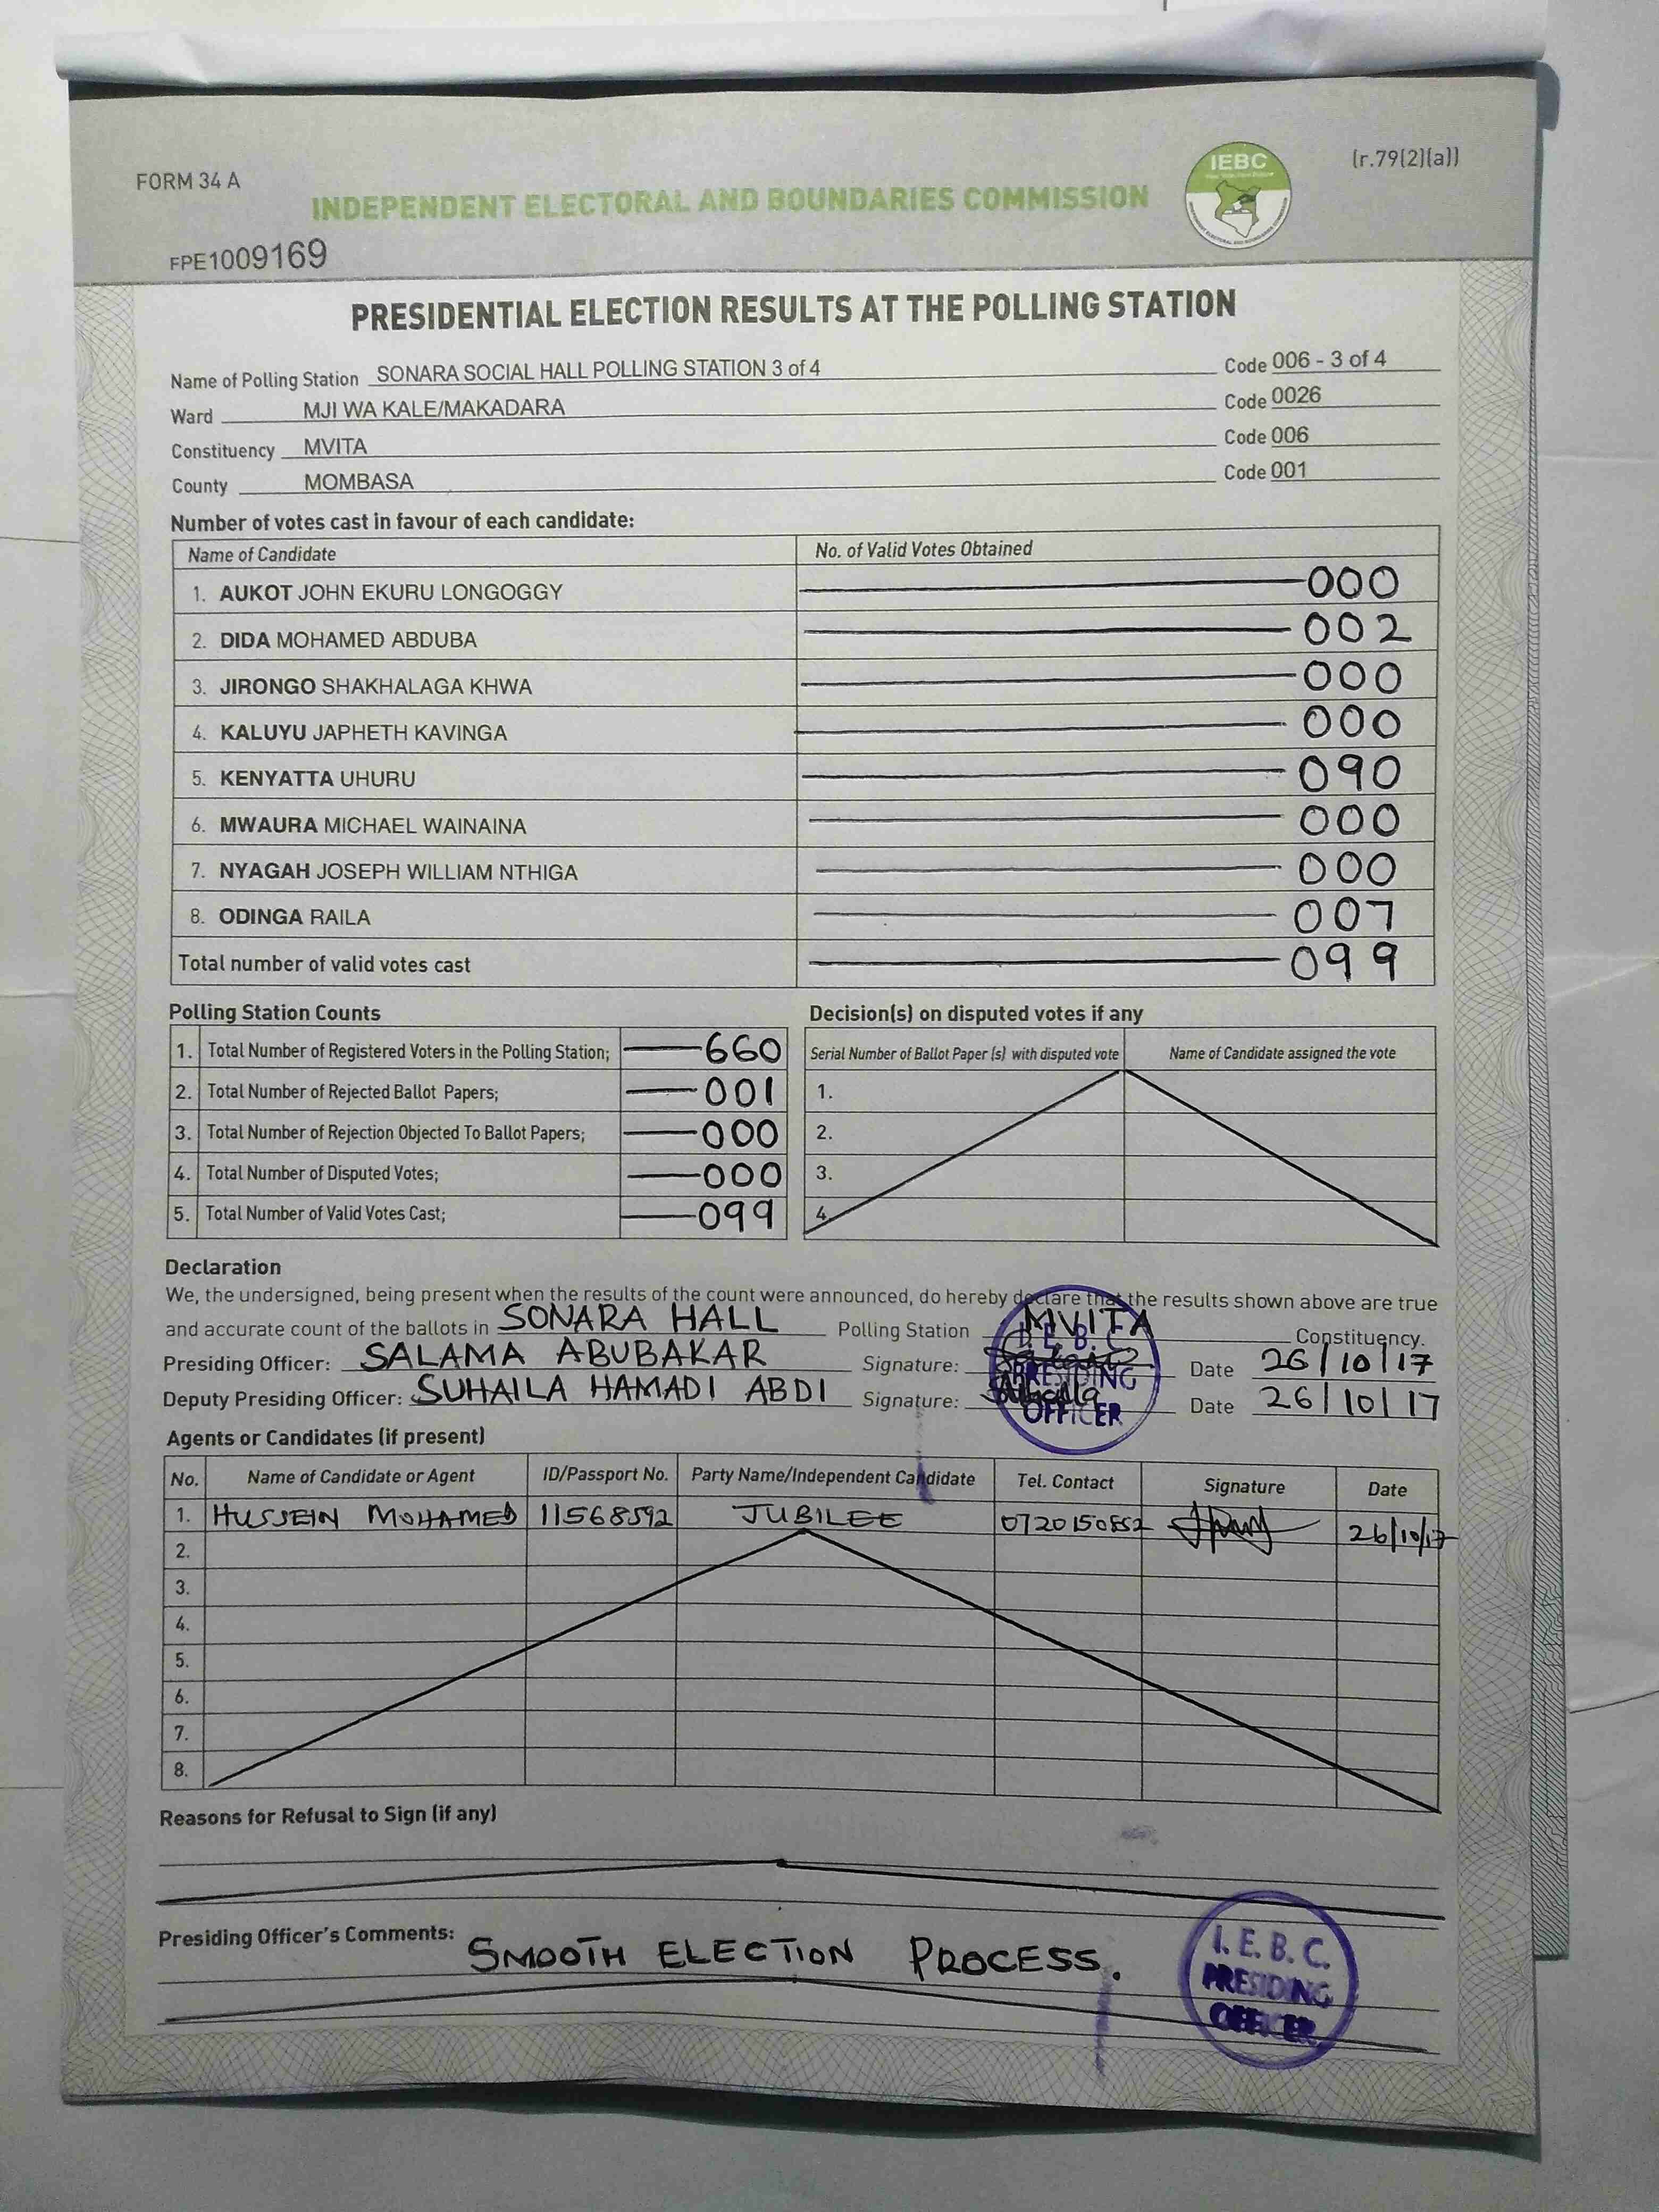 FORM 34 A
(r.79(2)(a))
IEBC
INDEPENDENT ELECTORAL AND BOUNDARIES COMMISSION
FPE1009169
PRESIDENTIAL ELECTION RESULTS AT THE POLLING STATION
Name of Polling Station SONARA SOCIAL HALL POLLING STATION 3 of 4 Code 006 - 3 of 4
Ward MJI WA KALE/MAKADARA Code 0026
Constituency MVITA Code 006
County MOMBASA Code 001
Number of votes cast in favour of each candidate:
Name of Candidate No. of Valid Votes Obtained
1. AUKOT JOHN EKURU LONGOGGY 000
2. DIDA MOHAMED ABDUBA 002
3. JIRONGO SHAKHALAGA KHWA 000
4. KALUYU JAPHETH KAVINGA 000
5. KENYATTA UHURU 090
6. MWAURA MICHAEL WAINAINA 000
7. NYAGAH JOSEPH WILLIAM NTHIGA 000
8. ODINGA RAILA 007
Total number of valid votes cast 099
Polling Station Counts
1. Total Number of Registered Voters in the Polling Station; 660
2. Total Number of Rejected Ballot Papers; 001
3. Total Number of Rejection Objected To Ballot Papers; 000
4. Total Number of Disputed Votes; 000
5. Total Number of Valid Votes Cast; 099
Decision(s) on disputed votes if any
Serial Number of Ballot Paper (s) with disputed vote Name of Candidate assigned the vote
1.
2.
3.
4.
Declaration
We, the undersigned, being present when the results of the count were announced, do hereby declare that the results shown above are true
and accurate count of the ballots in SONARA HALL Polling Station MVITA Constituency.
Presiding Officer: SALAMA ABUBAKAR Signature: Date 26/10/17
Deputy Presiding Officer: SUHAILA HAMADI ABDI Signature: Date 26/10/17
I. E. B. C.
PRESIDING
OFFICER
Agents or Candidates (if present)
No. Name of Candidate or Agent ID/Passport No. Party Name/Independent Candidate Tel. Contact Signature Date
1. HUSSEIN MOHAMED 11568592 JUBILEE 26/10/17
2.
3.
4.
5.
6.
7.
8.
Reasons for Refusal to Sign (if any)
Presiding Officer's Comments: SMOOTH ELECTION PROCESS.
I. E. B. C.
PRESIDING
OFFICER